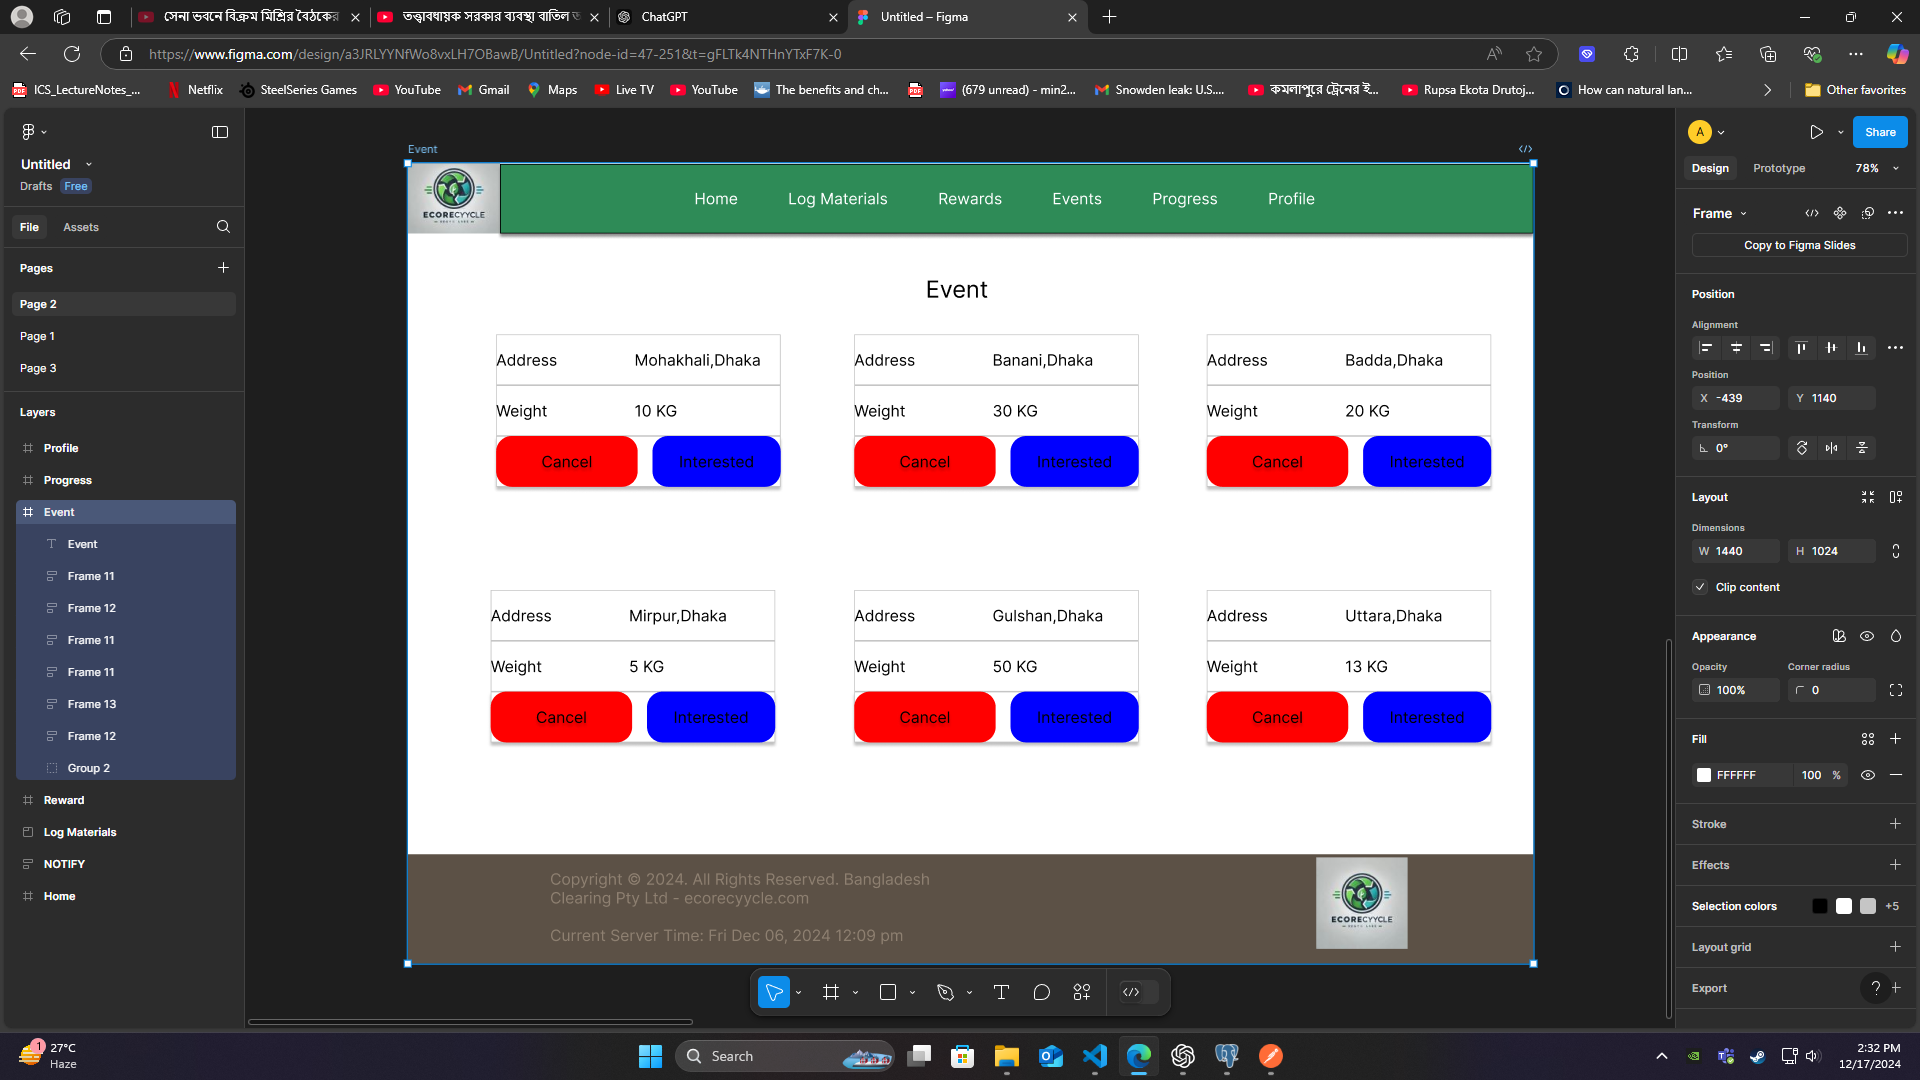 সেনা ভবনে বিক্রম মিশ্রির বৈঠকের
তত্ত্বাবধায়ক সরকার ব্যবস্থা বাতিল
ChatGPT
Untitled – Figma
https://www.figma.com/design/a3JRLYYNfWo8vxLH7OBawB/Untitled?node-id=47-251&t=gFLTk4NTHnYTxF7K-0
ICS_LectureNotes_...
Netflix
SteelSeries Games
YouTube
Gmail
Maps
Live TV
YouTube
The benefits and ch...
(679 unread) - min2...
Snowden leak: U.S....
কমলাপুরে ট্রেনের ই...
Rupsa Ekota Drutoj...
How can natural lan...
Other favorites
Untitled
Drafts Free
File Assets
Pages
Page 2
Page 1
Page 3
Layers
Profile
Progress
Event
Event
Frame 11
Frame 12
Frame 11
Frame 11
Frame 13
Frame 12
Group 2
Reward
Log Materials
NOTIFY
Home
Event
ECORECYYCLE
Home Log Materials Rewards Events Progress Profile
Event
Address Mohakhali,Dhaka
Weight 10 KG
Cancel Interested
Address Banani,Dhaka
Weight 30 KG
Cancel Interested
Address Badda,Dhaka
Weight 20 KG
Cancel Interested
Address Mirpur,Dhaka
Weight 5 KG
Cancel Interested
Address Gulshan,Dhaka
Weight 50 KG
Cancel Interested
Address Uttara,Dhaka
Weight 13 KG
Cancel Interested
Copyright © 2024. All Rights Reserved. Bangladesh
Clearing Pty Ltd - ecorecyycle.com
Current Server Time: Fri Dec 06, 2024 12:09 pm
ECORECYYCLE
A
Share
Design Prototype 78%
Frame
Copy to Figma Slides
Position
Alignment
Position
X -439 Y 1140
Transform
0°
Layout
Dimensions
W 1440 H 1024
Clip content
Appearance
Opacity Corner radius
100% 0
Fill
FFFFFF 100 %
Stroke
Effects
Selection colors +5
Layout grid
Export
?
1
27°C
Haze
Search
2:32 PM
12/17/2024